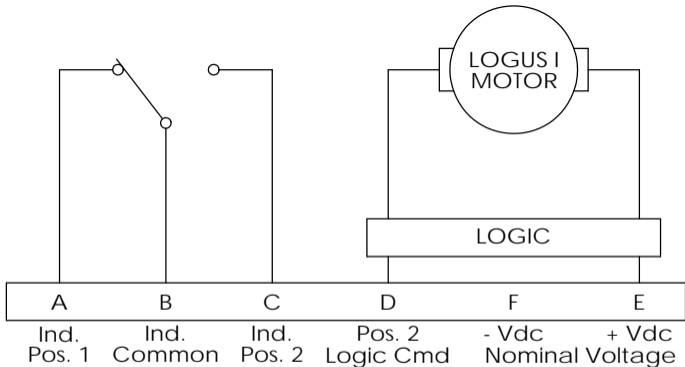 LOGUS I
MOTOR
LOGIC
A B C D F E
Ind. Ind. Ind. Pos. 2 - Vdc + Vdc
Pos. 1 Common Pos. 2 Logic Cmd Nominal Voltage